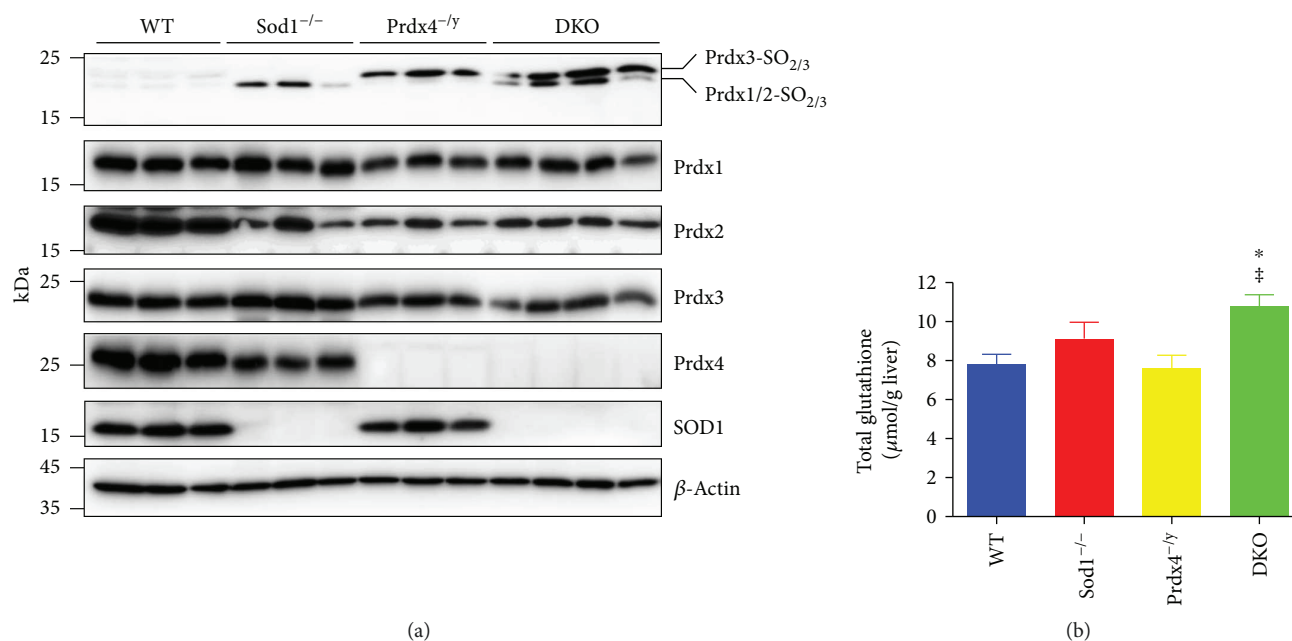 WT Sod1⁻/⁻ Prdx4⁻/ʸ DKO
25
15
Prdx3-SO₂/₃
Prdx1/2-SO₂/₃
15
Prdx1
15
Prdx2
25
Prdx3
25
Prdx4
15
SOD1
45
35
β-Actin
kDa
(a)
Total glutathione
(μmol/g liver)
12
10
8
6
4
2
0
*
‡
WT
Sod1⁻/⁻
Prdx4⁻/ʸ
DKO
(b)